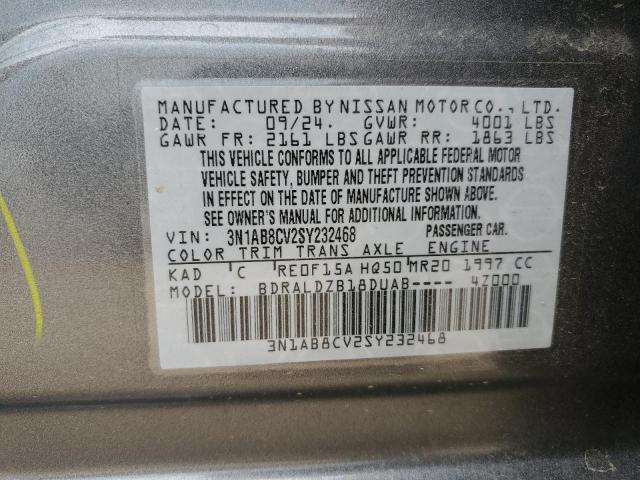 MANUFACTURED BY NISSAN MOTOR CO., LTD.
DATE: 09/24. GVWR: 4001 LBS
GAWR FR: 2161 LBS GAWR RR: 1863 LBS
THIS VEHICLE CONFORMS TO ALL APPLICABLE FEDERAL MOTOR
VEHICLE SAFETY, BUMPER AND THEFT PREVENTION STANDARDS
IN EFFECT ON THE DATE OF MANUFACTURE SHOWN ABOVE.
SEE OWNER'S MANUAL FOR ADDITIONAL INFORMATION.
VIN: 3N1AB8CV2SY232468 PASSENGER CAR.
COLOR TRIM TRANS AXLE ENGINE
KAD C RE0F15A HQ50 MR20 1997 CC
MODEL: BDRALDZB18DUAB---- 4Z000
3N1AB8CV2SY232468